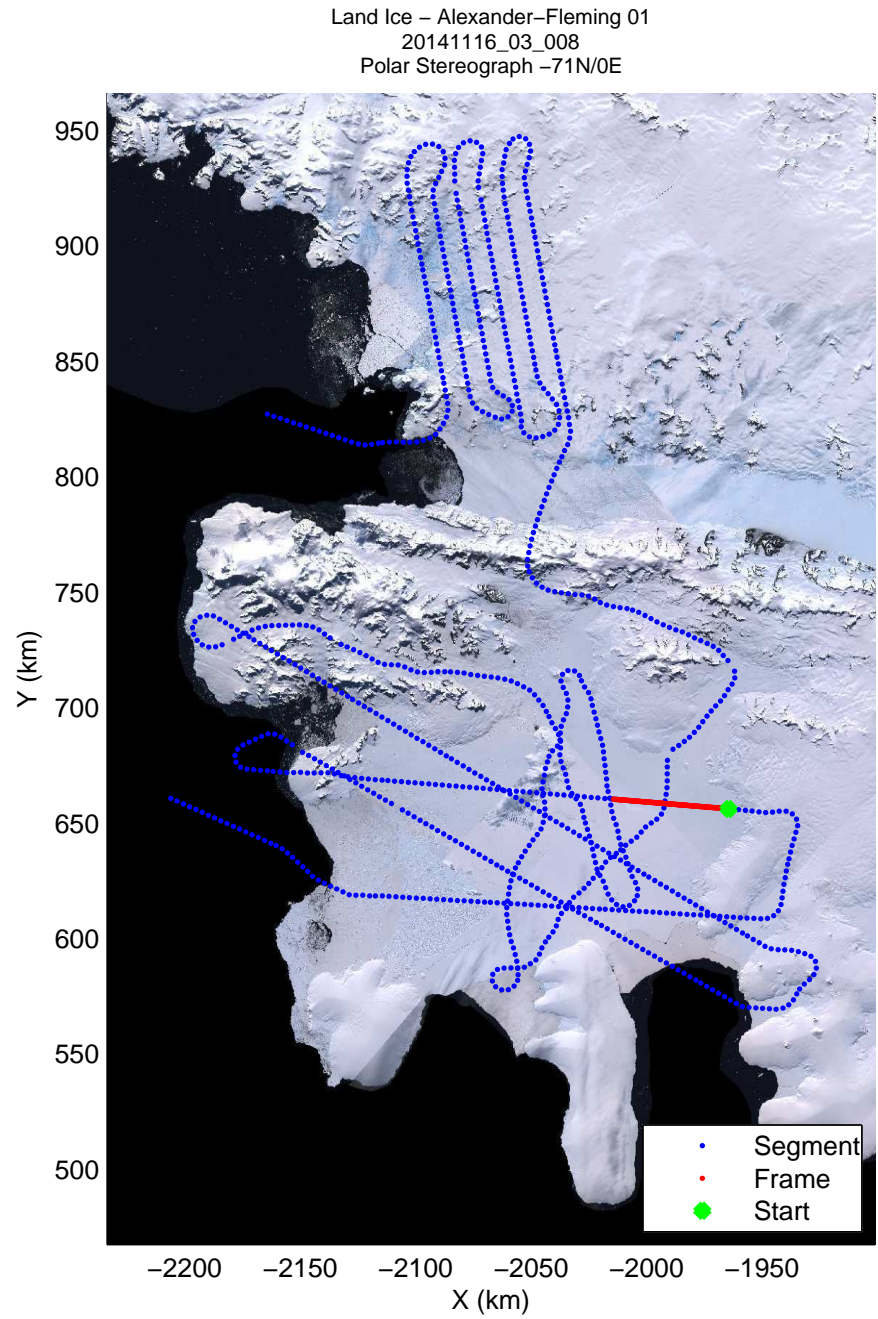 Land Ice − Alexander−Fleming 01
20141116_03_008
Polar Stereograph −71N/0E
950
900
850
800
750
700
650
600
550
500
Y (km)
−2200 −2150 −2100 −2050 −2000 −1950
X (km)
Segment
Frame
Start